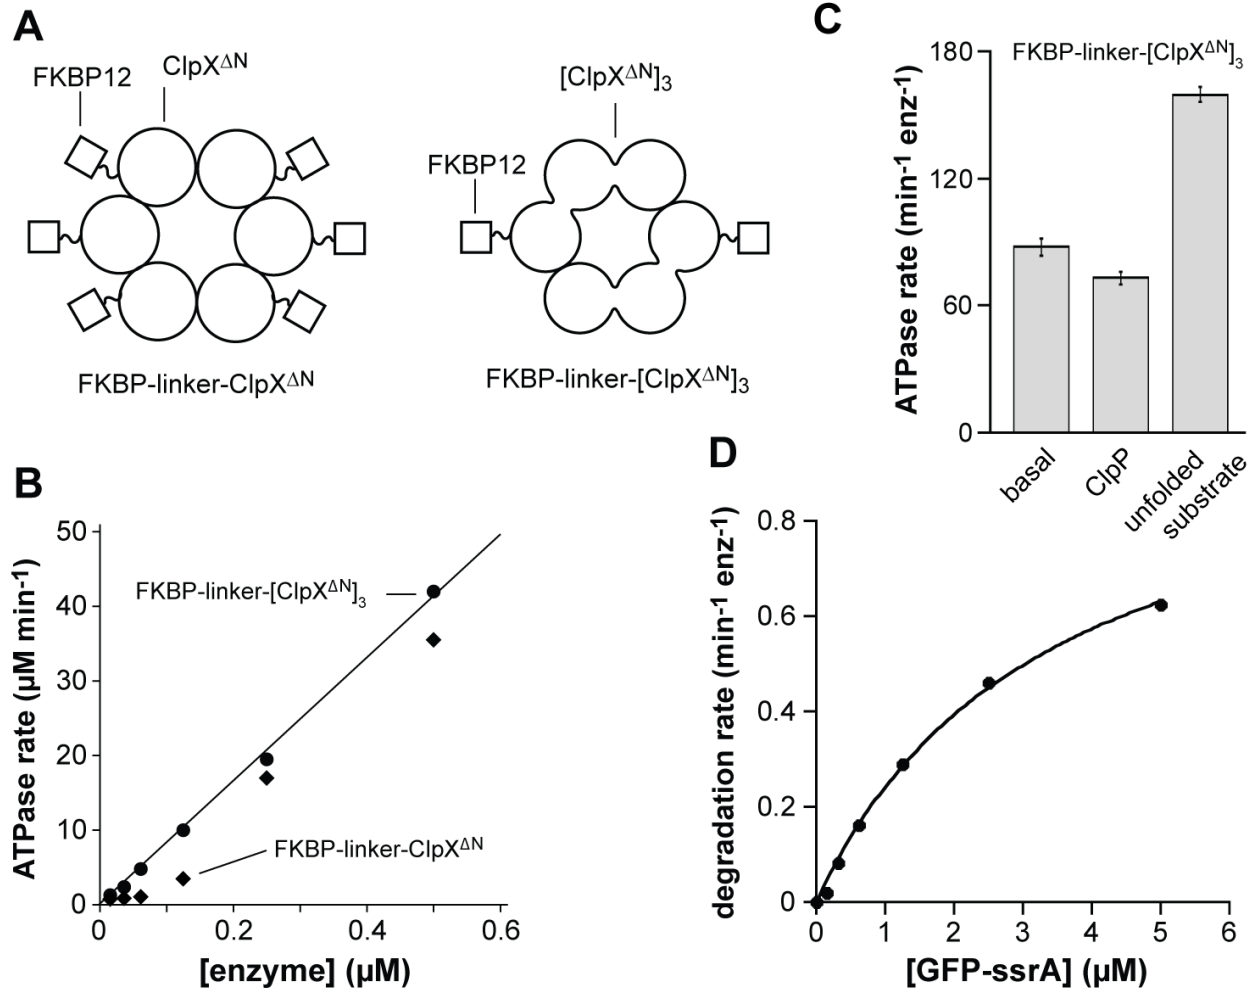 A
FKBP12
ClpXΔN
[ClpXΔN]3
FKBP12
FKBP-linker-ClpXΔN
FKBP-linker-[ClpXΔN]3
B
ATPase rate (µM min-1)
50
40
30
20
10
0
FKBP-linker-[ClpXΔN]3
FKBP-linker-ClpXΔN
0
0.2
0.4
0.6
[enzyme] (µM)
C
FKBP-linker-[ClpXΔN]3
ATPase rate (min-1 enz-1)
180
120
60
0
basal
ClpP
unfolded
substrate
D
degradation rate (min-1 enz-1)
0.8
0.6
0.4
0.2
0
0
1
2
3
4
5
6
[GFP-ssrA] (µM)